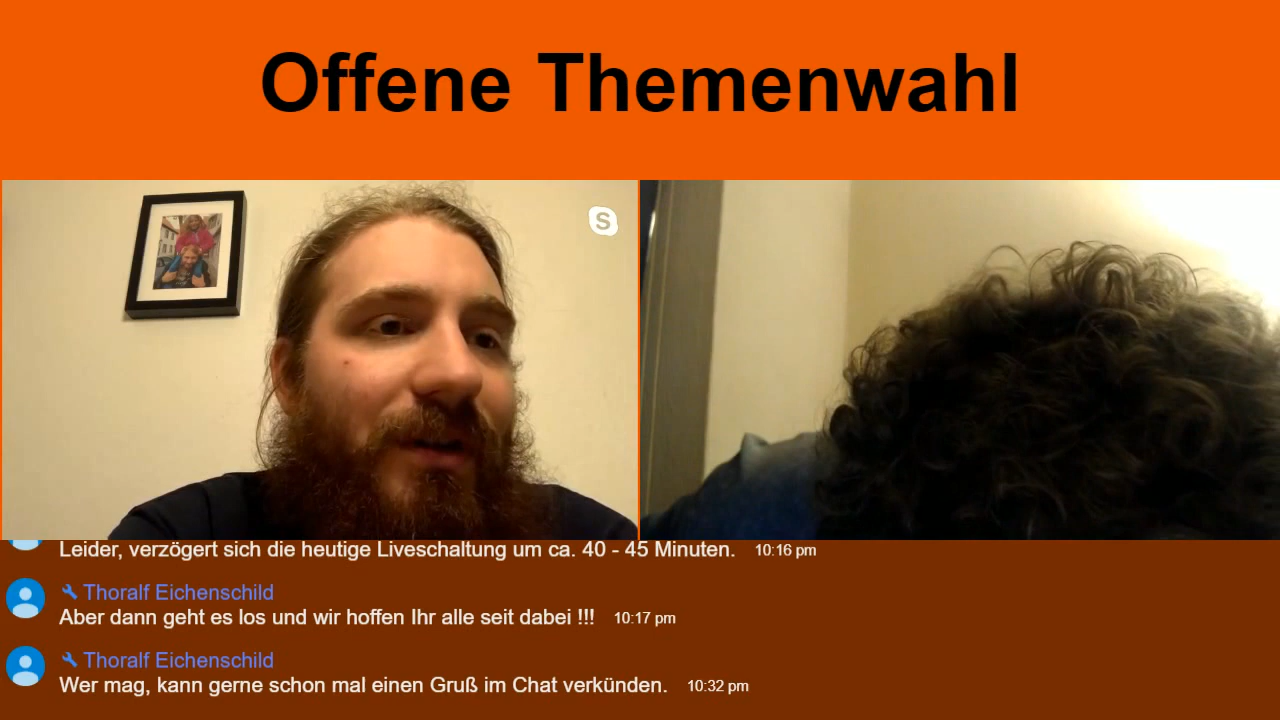 Offene Themenwahl
S
Leider, verzögert sich die heutige Liveschaltung um ca. 40 - 45 Minuten. 10:16 pm
Thoralf Eichenschild
Aber dann geht es los und wir hoffen Ihr alle seit dabei !!! 10:17 pm
Thoralf Eichenschild
Wer mag, kann gerne schon mal einen Gruß im Chat verkünden. 10:32 pm